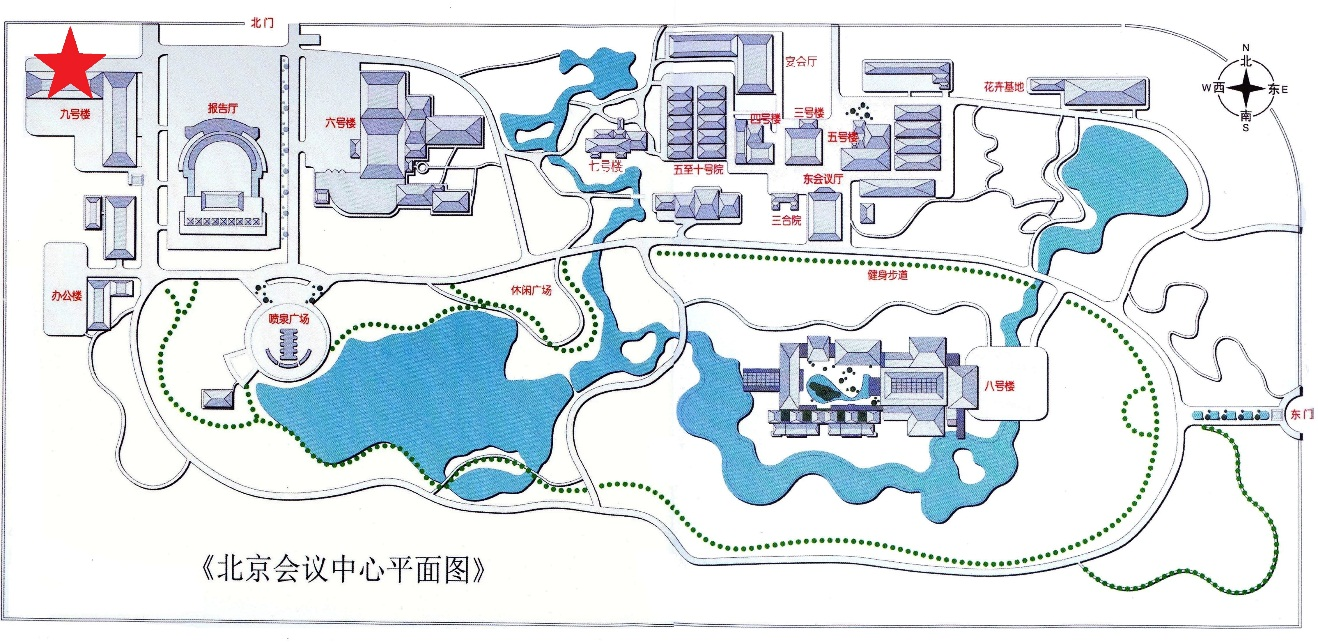 北门
N
北
W西
东E
南
S
宴会厅
花卉基地
九号楼
报告厅
六号楼
四号楼
三号楼
五号楼
七号楼
五至十号院
东会议厅
三合院
办公楼
喷泉广场
休闲广场
健身步道
八号楼
东门
《北京会议中心平面图》